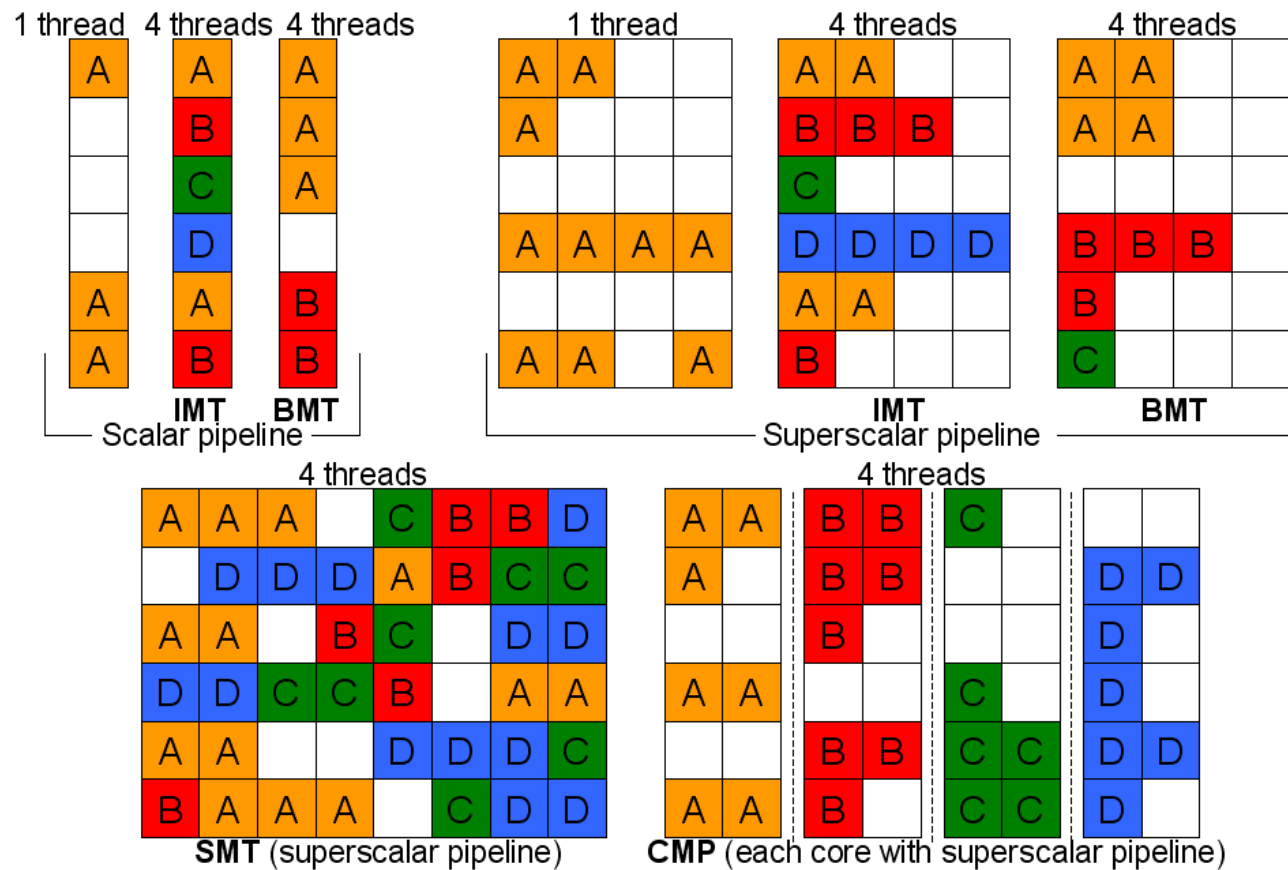 1 thread 4 threads 4 threads 1 thread 4 threads 4 threads
A A A A A A A A A
B A A B B B A A
C A C
D A A A A D D D D B B B
A A B A A B
A B B A A A B C
IMT BMT IMT BMT
Scalar pipeline Superscalar pipeline
4 threads 4 threads
A A A C B B D A A B B C
D D D A B C C A B B D D
A A B C D D B D
D D C C B A A A A C D
A A D D D C B B C C D D
B A A A C D D A A B C C D
SMT (superscalar pipeline) CMP (each core with superscalar pipeline)